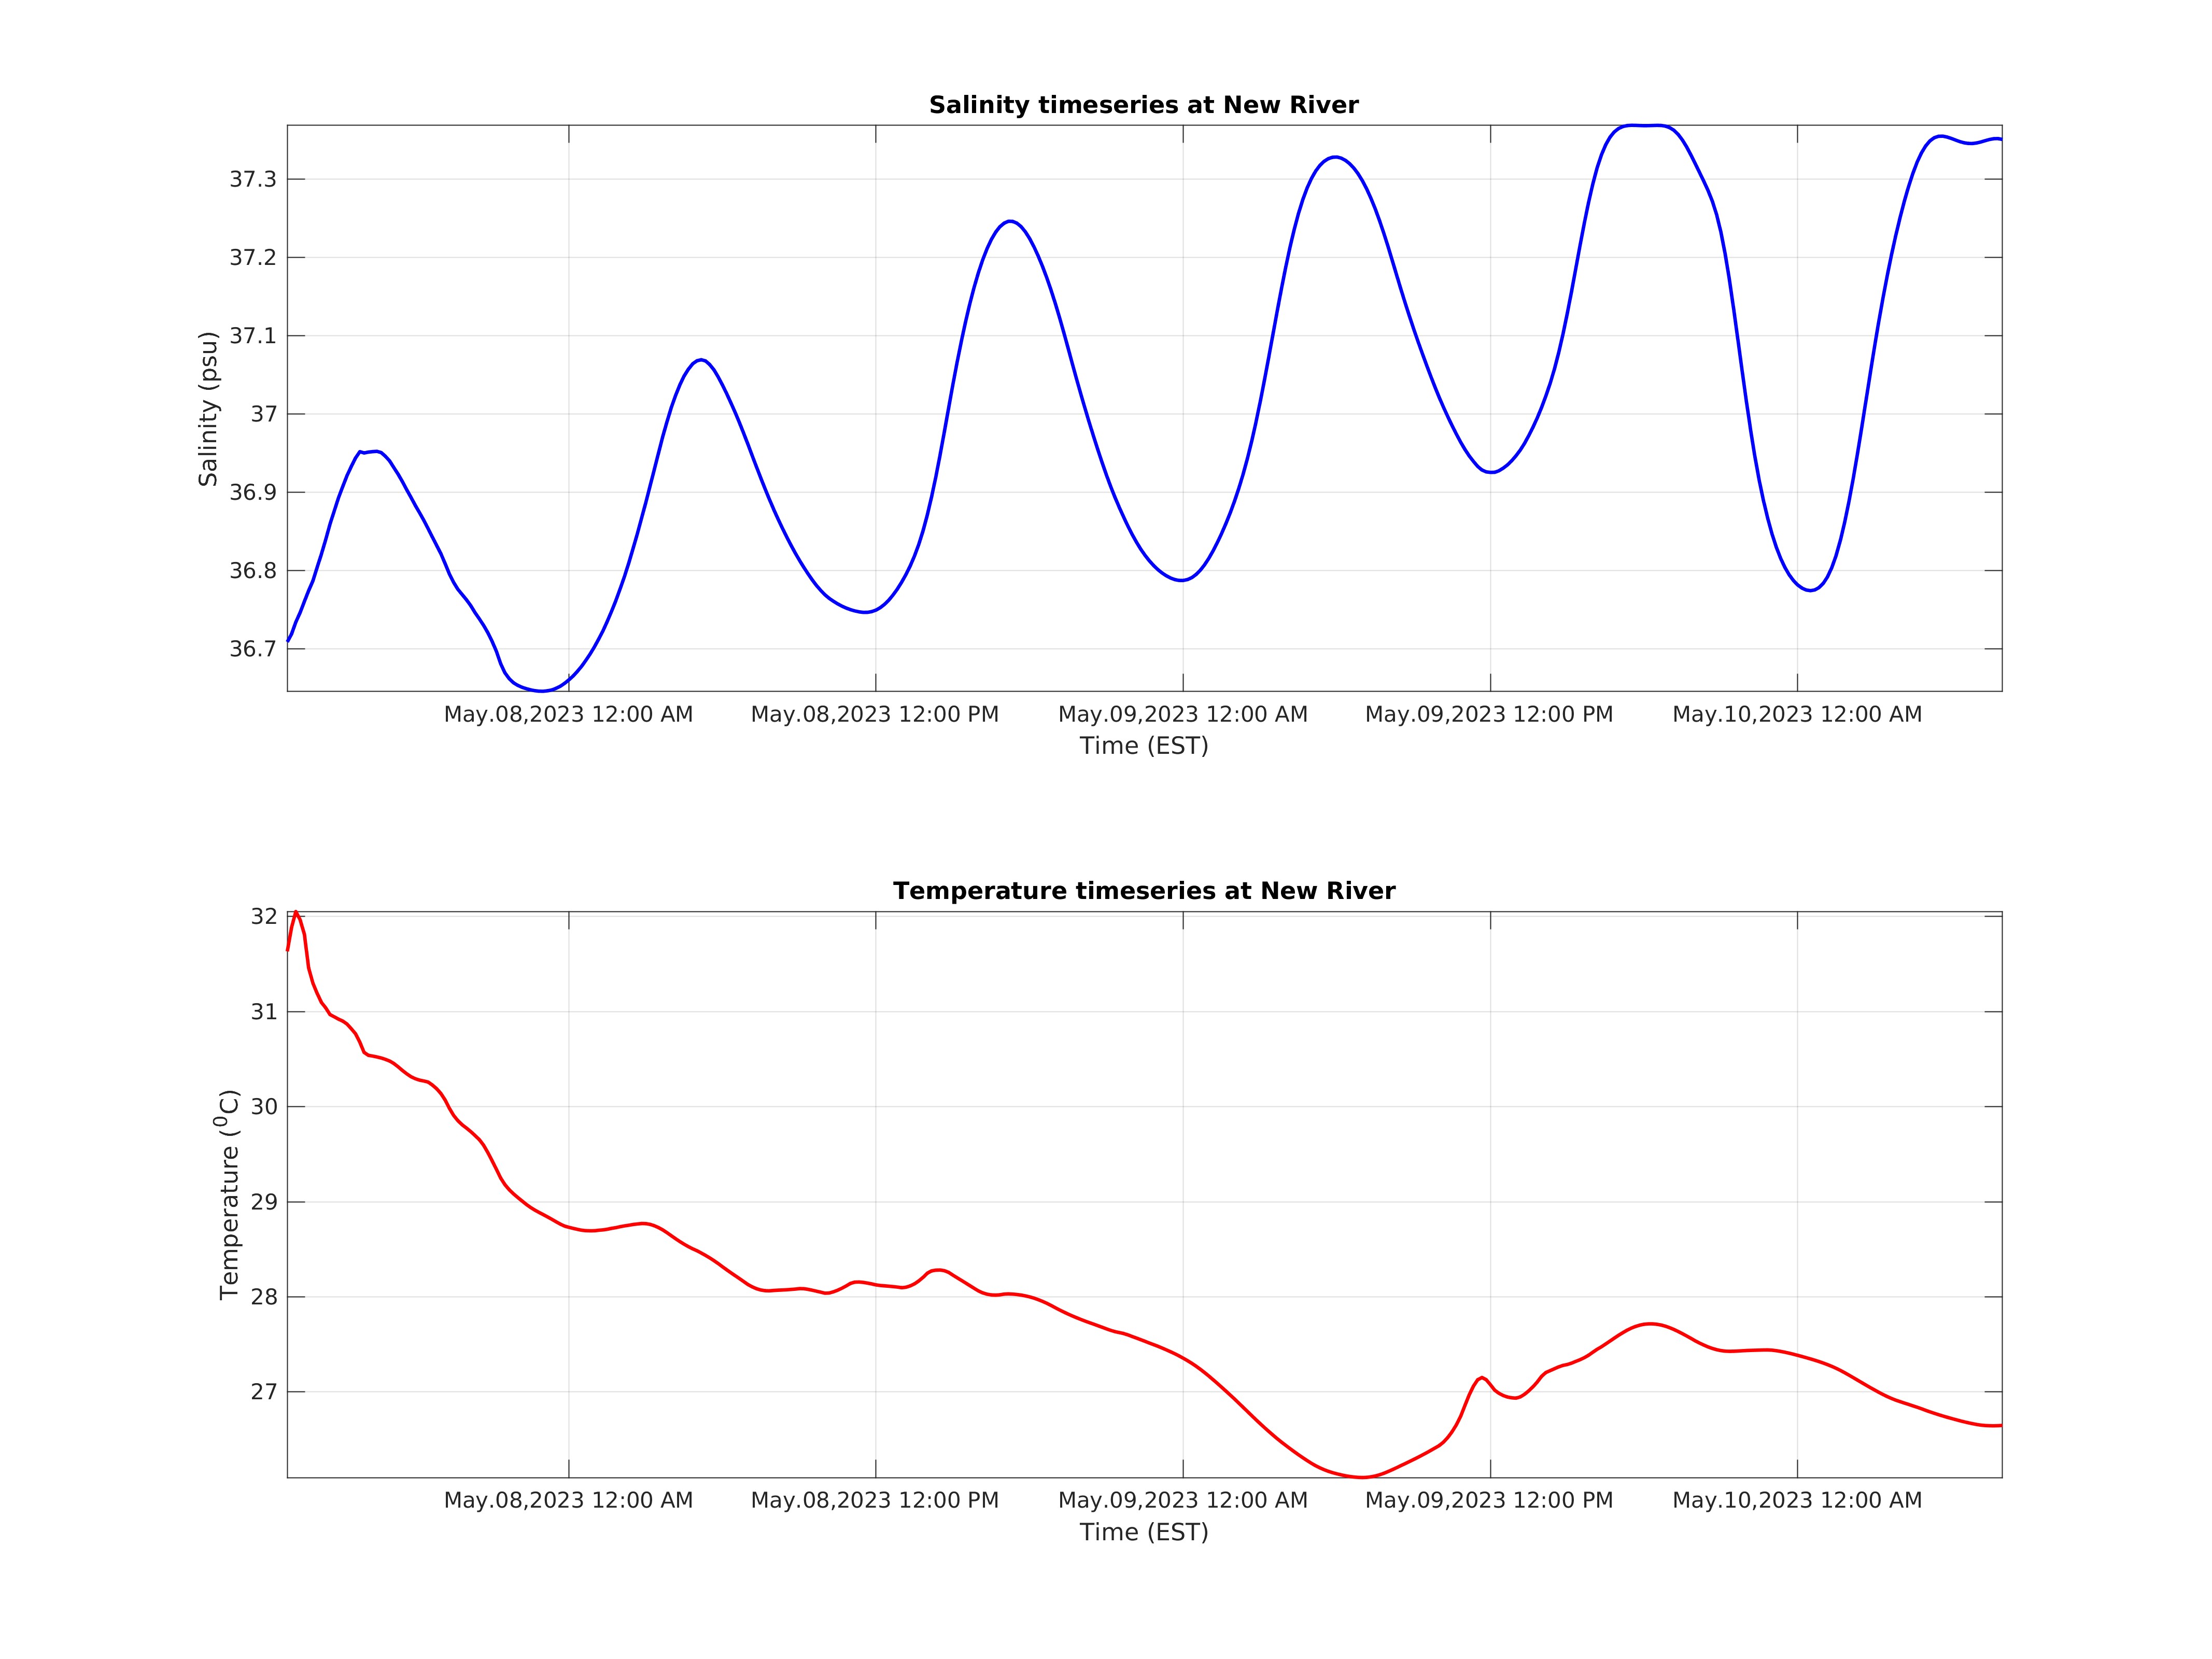 Salinity timeseries at New River
37.3
37.2
37.1
37
36.9
36.8
36.7
Salinity (psu)
May.08,2023 12:00 AM May.08,2023 12:00 PM May.09,2023 12:00 AM May.09,2023 12:00 PM May.10,2023 12:00 AM
Time (EST)
Temperature timeseries at New River
32
31
30
29
28
27
Temperature (⁰C)
May.08,2023 12:00 AM May.08,2023 12:00 PM May.09,2023 12:00 AM May.09,2023 12:00 PM May.10,2023 12:00 AM
Time (EST)